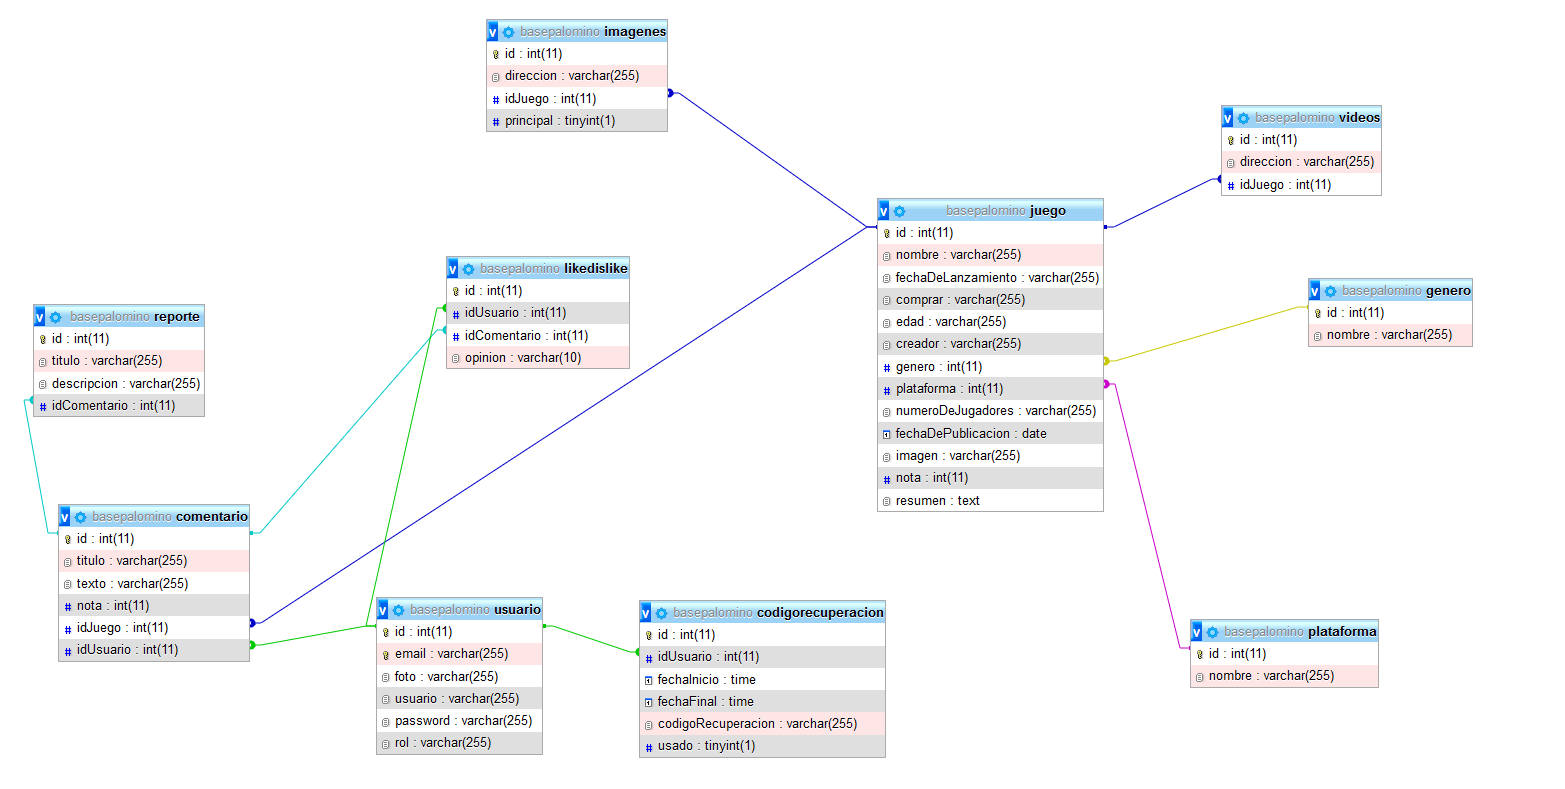 v basepalomino imagenes
id : int(11)
direccion : varchar(255)
# idJuego : int(11)
# principal : tinyint(1)
v basepalomino videos
id : int(11)
direccion : varchar(255)
# idJuego : int(11)
v basepalomino juego
id : int(11)
nombre : varchar(255)
fechaDeLanzamiento : varchar(255)
comprar : varchar(255)
edad : varchar(255)
creador : varchar(255)
# genero : int(11)
# plataforma : int(11)
numeroDeJugadores : varchar(255)
fechaDePublicacion : date
imagen : varchar(255)
# nota : int(11)
resumen : text
v basepalomino likedislike
id : int(11)
# idUsuario : int(11)
# idComentario : int(11)
opinion : varchar(10)
v basepalomino genero
id : int(11)
nombre : varchar(255)
v basepalomino reporte
id : int(11)
titulo : varchar(255)
descripcion : varchar(255)
# idComentario : int(11)
v basepalomino comentario
id : int(11)
titulo : varchar(255)
texto : varchar(255)
# nota : int(11)
# idJuego : int(11)
# idUsuario : int(11)
v basepalomino usuario
id : int(11)
email : varchar(255)
foto : varchar(255)
usuario : varchar(255)
password : varchar(255)
rol : varchar(255)
v basepalomino codigorecuperacion
id : int(11)
# idUsuario : int(11)
fechaInicio : time
fechaFinal : time
codigoRecuperacion : varchar(255)
# usado : tinyint(1)
v basepalomino plataforma
id : int(11)
nombre : varchar(255)